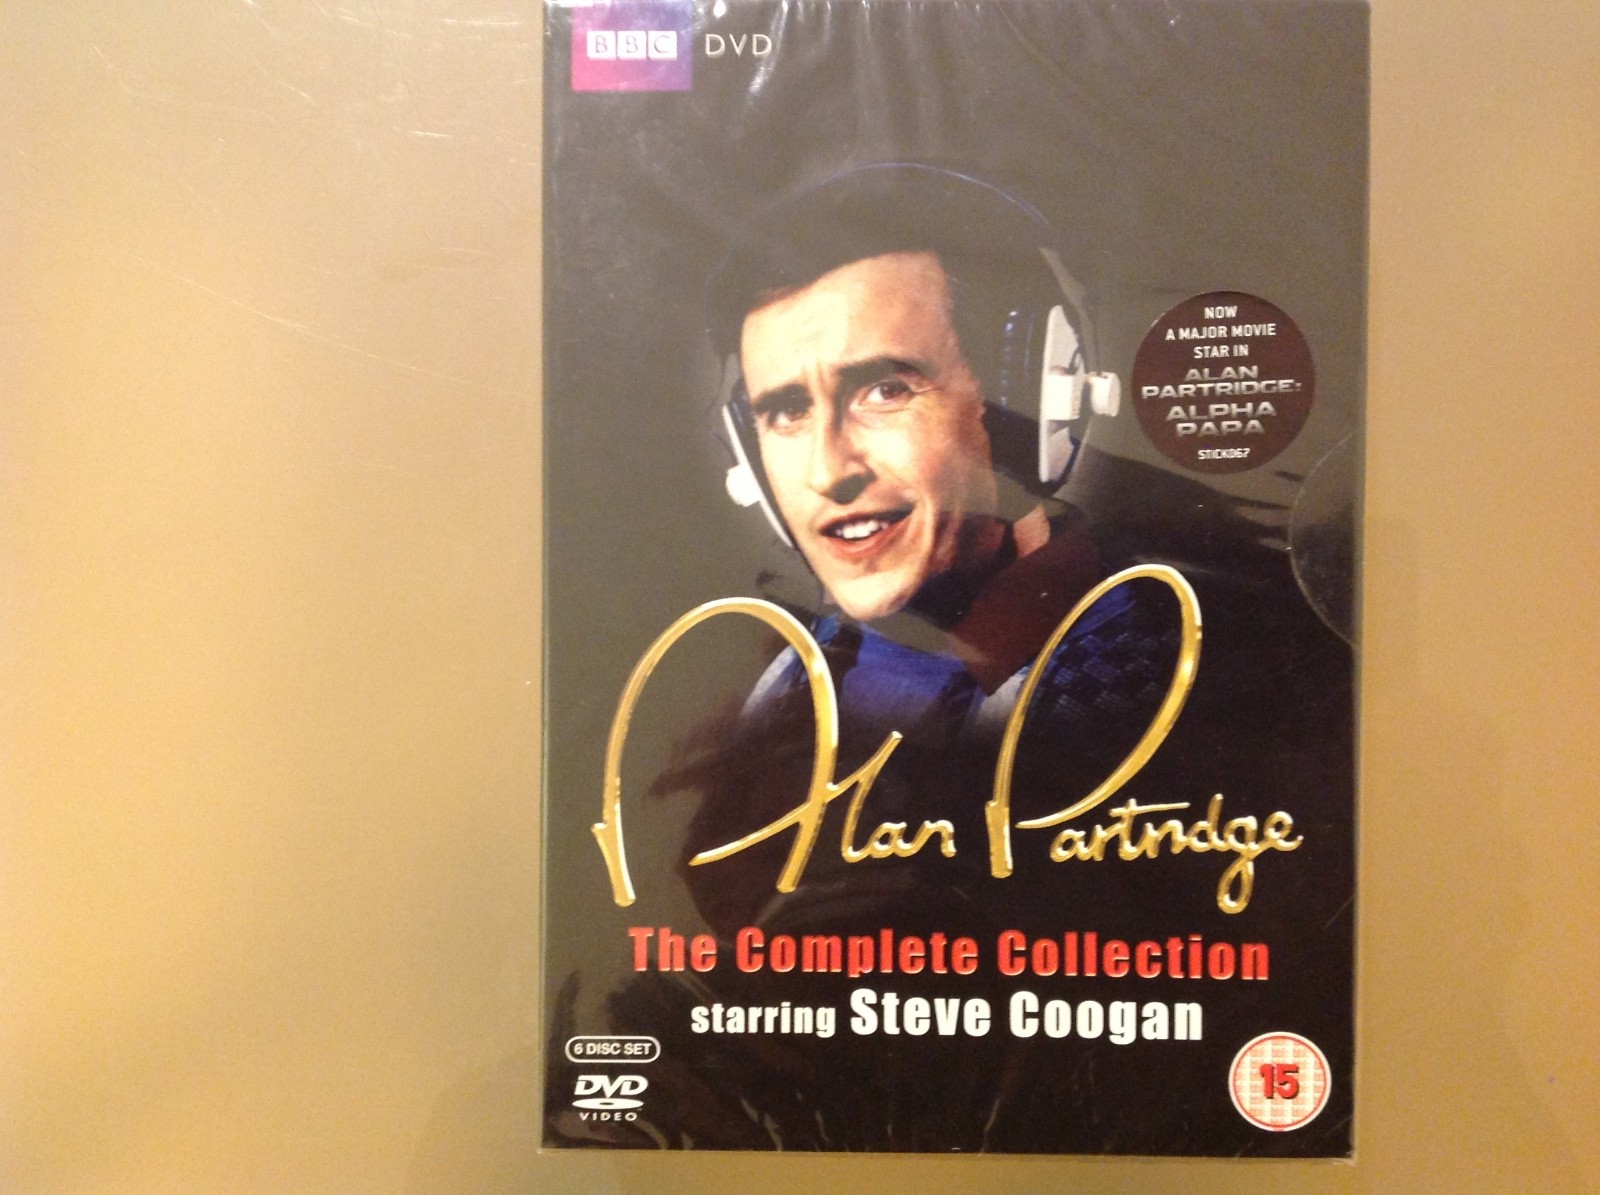 BBC DVD
NOW
A MAJOR MOVIE
STAR IN
ALAN
PARTRIDGE:
ALPHA
PAPA
STICK067
Alan Partridge
The Complete Collection
starring Steve Coogan
6 DISC SET
DVD
VIDEO
15